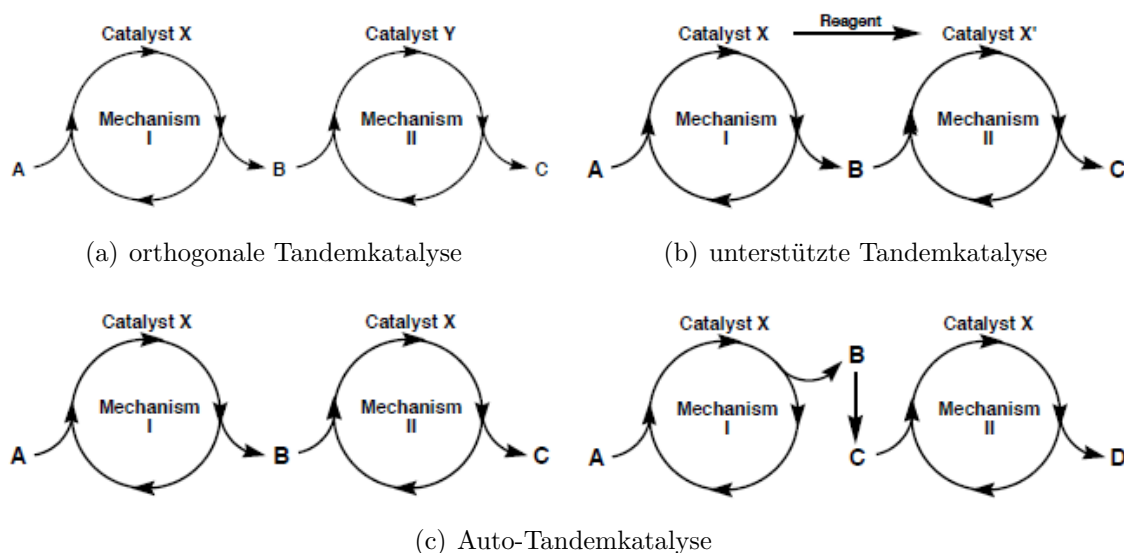 Catalyst X
Catalyst Y
Mechanism
I
Mechanism
II
A
B
C
(a) orthogonale Tandemkatalyse
Catalyst X
Reagent
Catalyst X'
Mechanism
I
Mechanism
II
A
B
C
(b) unterstützte Tandemkatalyse
Catalyst X
Catalyst X
Mechanism
I
Mechanism
II
A
B
C
Catalyst X
Catalyst X
B
Mechanism
I
Mechanism
II
A
C
D
(c) Auto-Tandemkatalyse